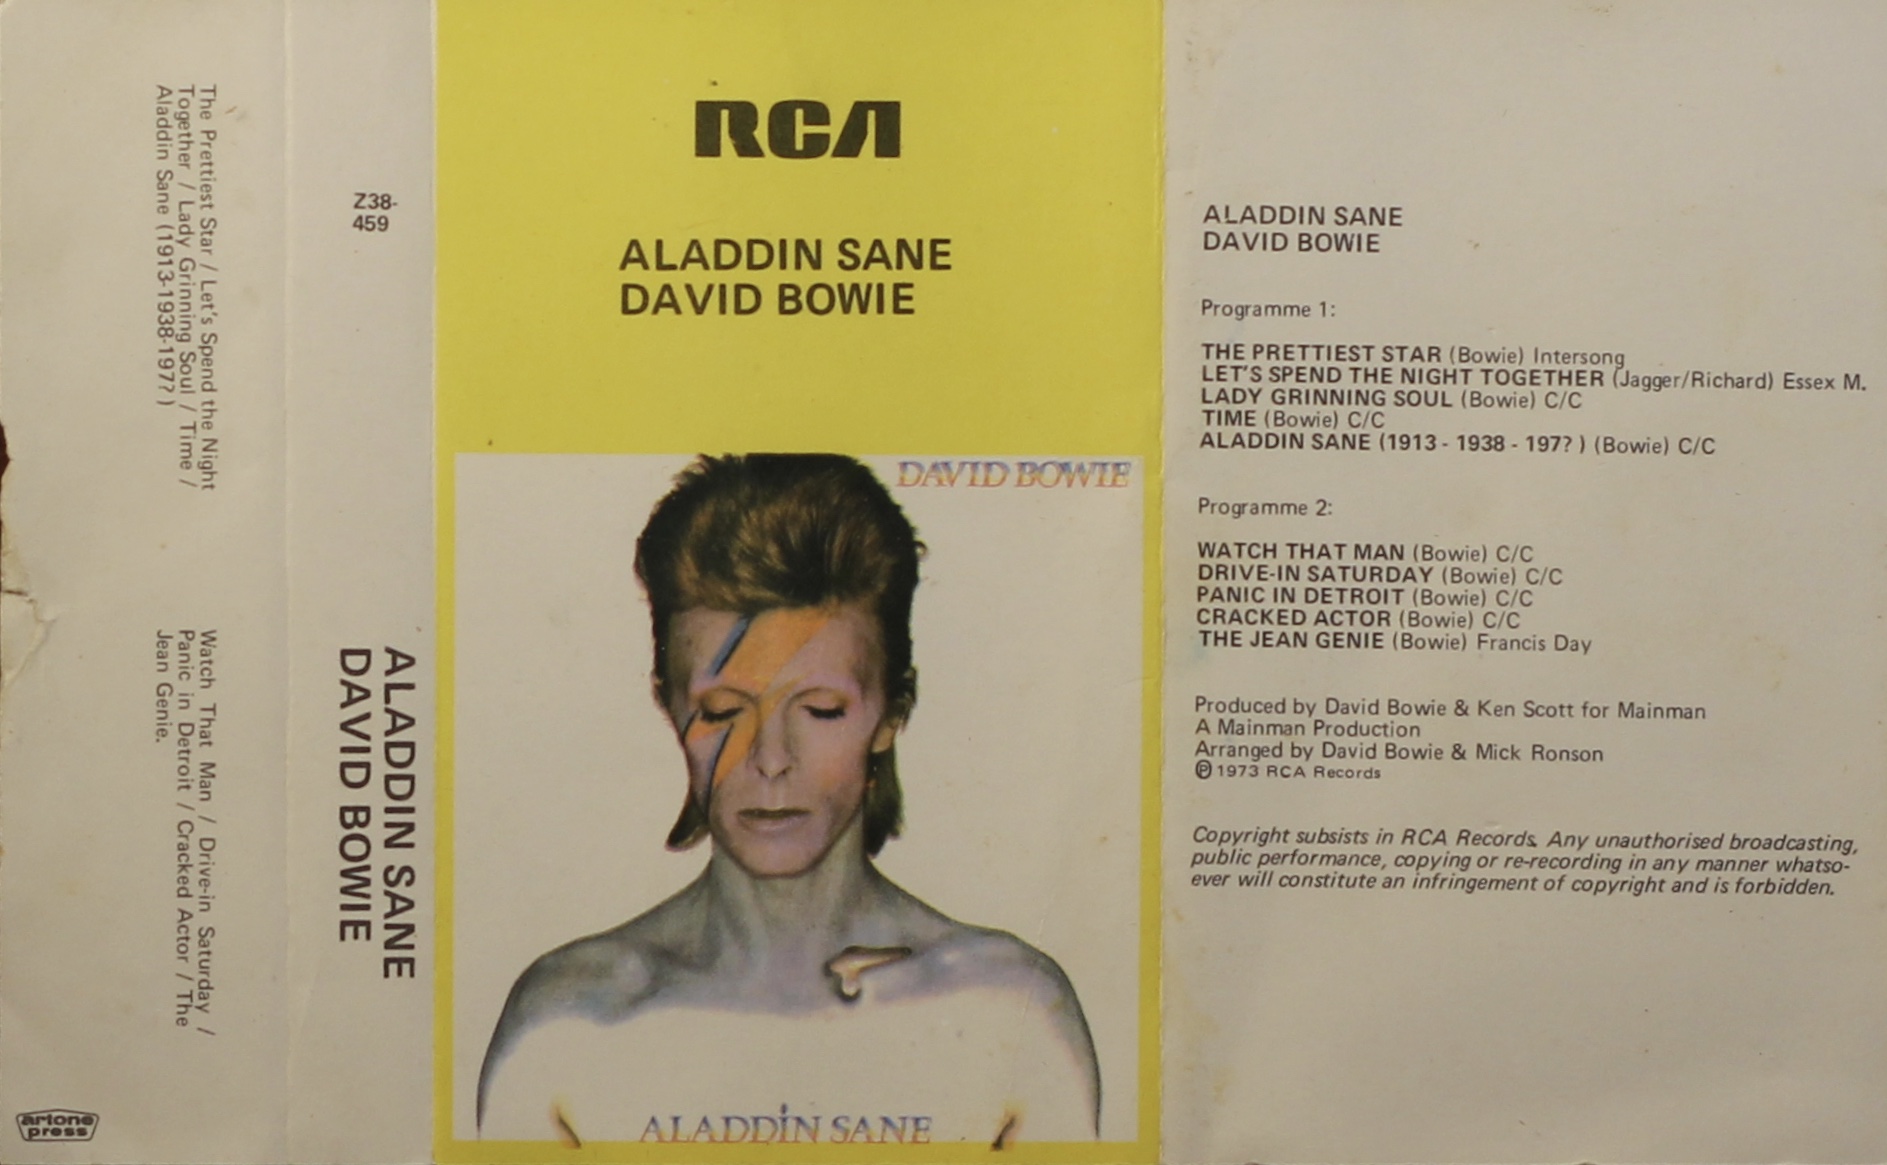 The Prettiest Star / Let's Spend the Night
Together / Lady Grinning Soul / Time /
Aladdin Sane (1913-1938-197? )
Watch That Man / Drive-in Saturday /
Panic in Detroit / Cracked Actor / The
Jean Genie.
artone
press
Z38-
459
ALADDIN SANE
DAVID BOWIE
RCA
ALADDIN SANE
DAVID BOWIE
DAVID BOWIE
ALADDIN SANE
ALADDIN SANE
DAVID BOWIE
Programme 1:
THE PRETTIEST STAR (Bowie) Intersong
LET'S SPEND THE NIGHT TOGETHER (Jagger/Richard) Essex M.
LADY GRINNING SOUL (Bowie) C/C
TIME (Bowie) C/C
ALADDIN SANE (1913 - 1938 - 197? ) (Bowie) C/C
Programme 2:
WATCH THAT MAN (Bowie) C/C
DRIVE-IN SATURDAY (Bowie) C/C
PANIC IN DETROIT (Bowie) C/C
CRACKED ACTOR (Bowie) C/C
THE JEAN GENIE (Bowie) Francis Day
Produced by David Bowie & Ken Scott for Mainman
A Mainman Production
Arranged by David Bowie & Mick Ronson
℗ 1973 RCA Records
Copyright subsists in RCA Records. Any unauthorised broadcasting,
public performance, copying or re-recording in any manner whatso-
ever will constitute an infringement of copyright and is forbidden.